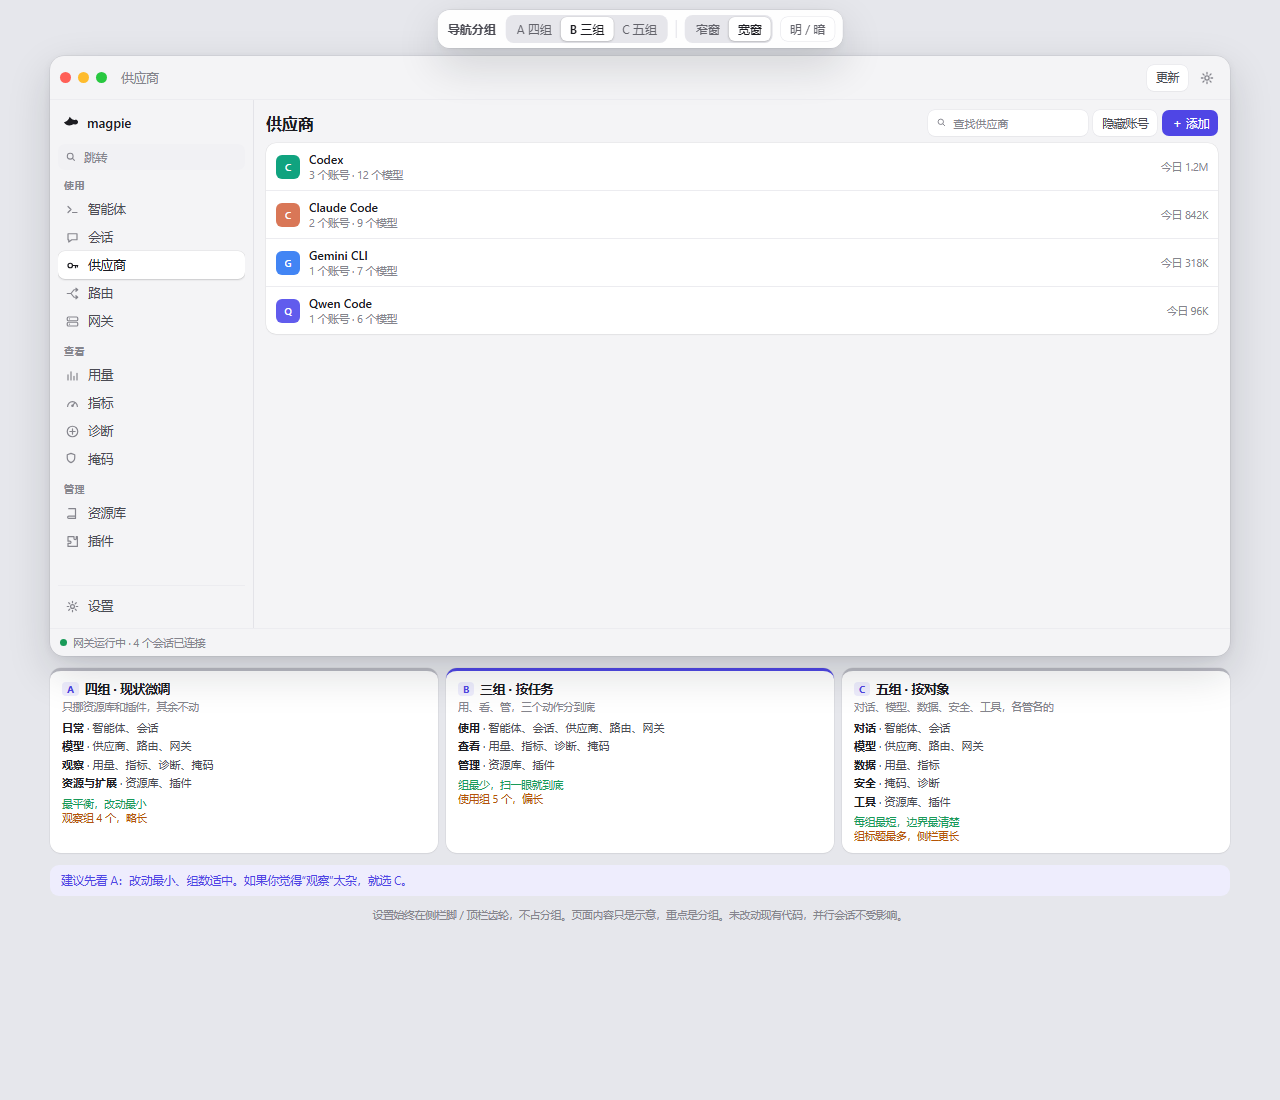 导航分组 A 四组 B 三组 C 五组 窄窗 宽窗 明 / 暗
供应商 更新
magpie
跳转
使用
智能体
会话
供应商
路由
网关
查看
用量
指标
诊断
掩码
管理
资源库
插件
设置
供应商 查找供应商 隐藏账号 + 添加
C Codex 今日 1.2M
3 个账号 · 12 个模型
C Claude Code 今日 842K
2 个账号 · 9 个模型
G Gemini CLI 今日 318K
1 个账号 · 7 个模型
Q Qwen Code 今日 96K
1 个账号 · 6 个模型
网关运行中 · 4 个会话已连接
A 四组 · 现状微调
只挪资源库和插件，其余不动
日常 · 智能体、会话
模型 · 供应商、路由、网关
观察 · 用量、指标、诊断、掩码
资源与扩展 · 资源库、插件
最平衡，改动最小
观察组 4 个，略长
B 三组 · 按任务
用、看、管，三个动作分到底
使用 · 智能体、会话、供应商、路由、网关
查看 · 用量、指标、诊断、掩码
管理 · 资源库、插件
组最少，扫一眼就到底
使用组 5 个，偏长
C 五组 · 按对象
对话、模型、数据、安全、工具，各管各的
对话 · 智能体、会话
模型 · 供应商、路由、网关
数据 · 用量、指标
安全 · 掩码、诊断
工具 · 资源库、插件
每组最短，边界最清楚
组标题最多，侧栏更长
建议先看 A：改动最小、组数适中。如果你觉得“观察”太杂，就选 C。
设置始终在侧栏脚 / 顶栏齿轮，不占分组。页面内容只是示意，重点是分组。未改动现有代码，并行会话不受影响。